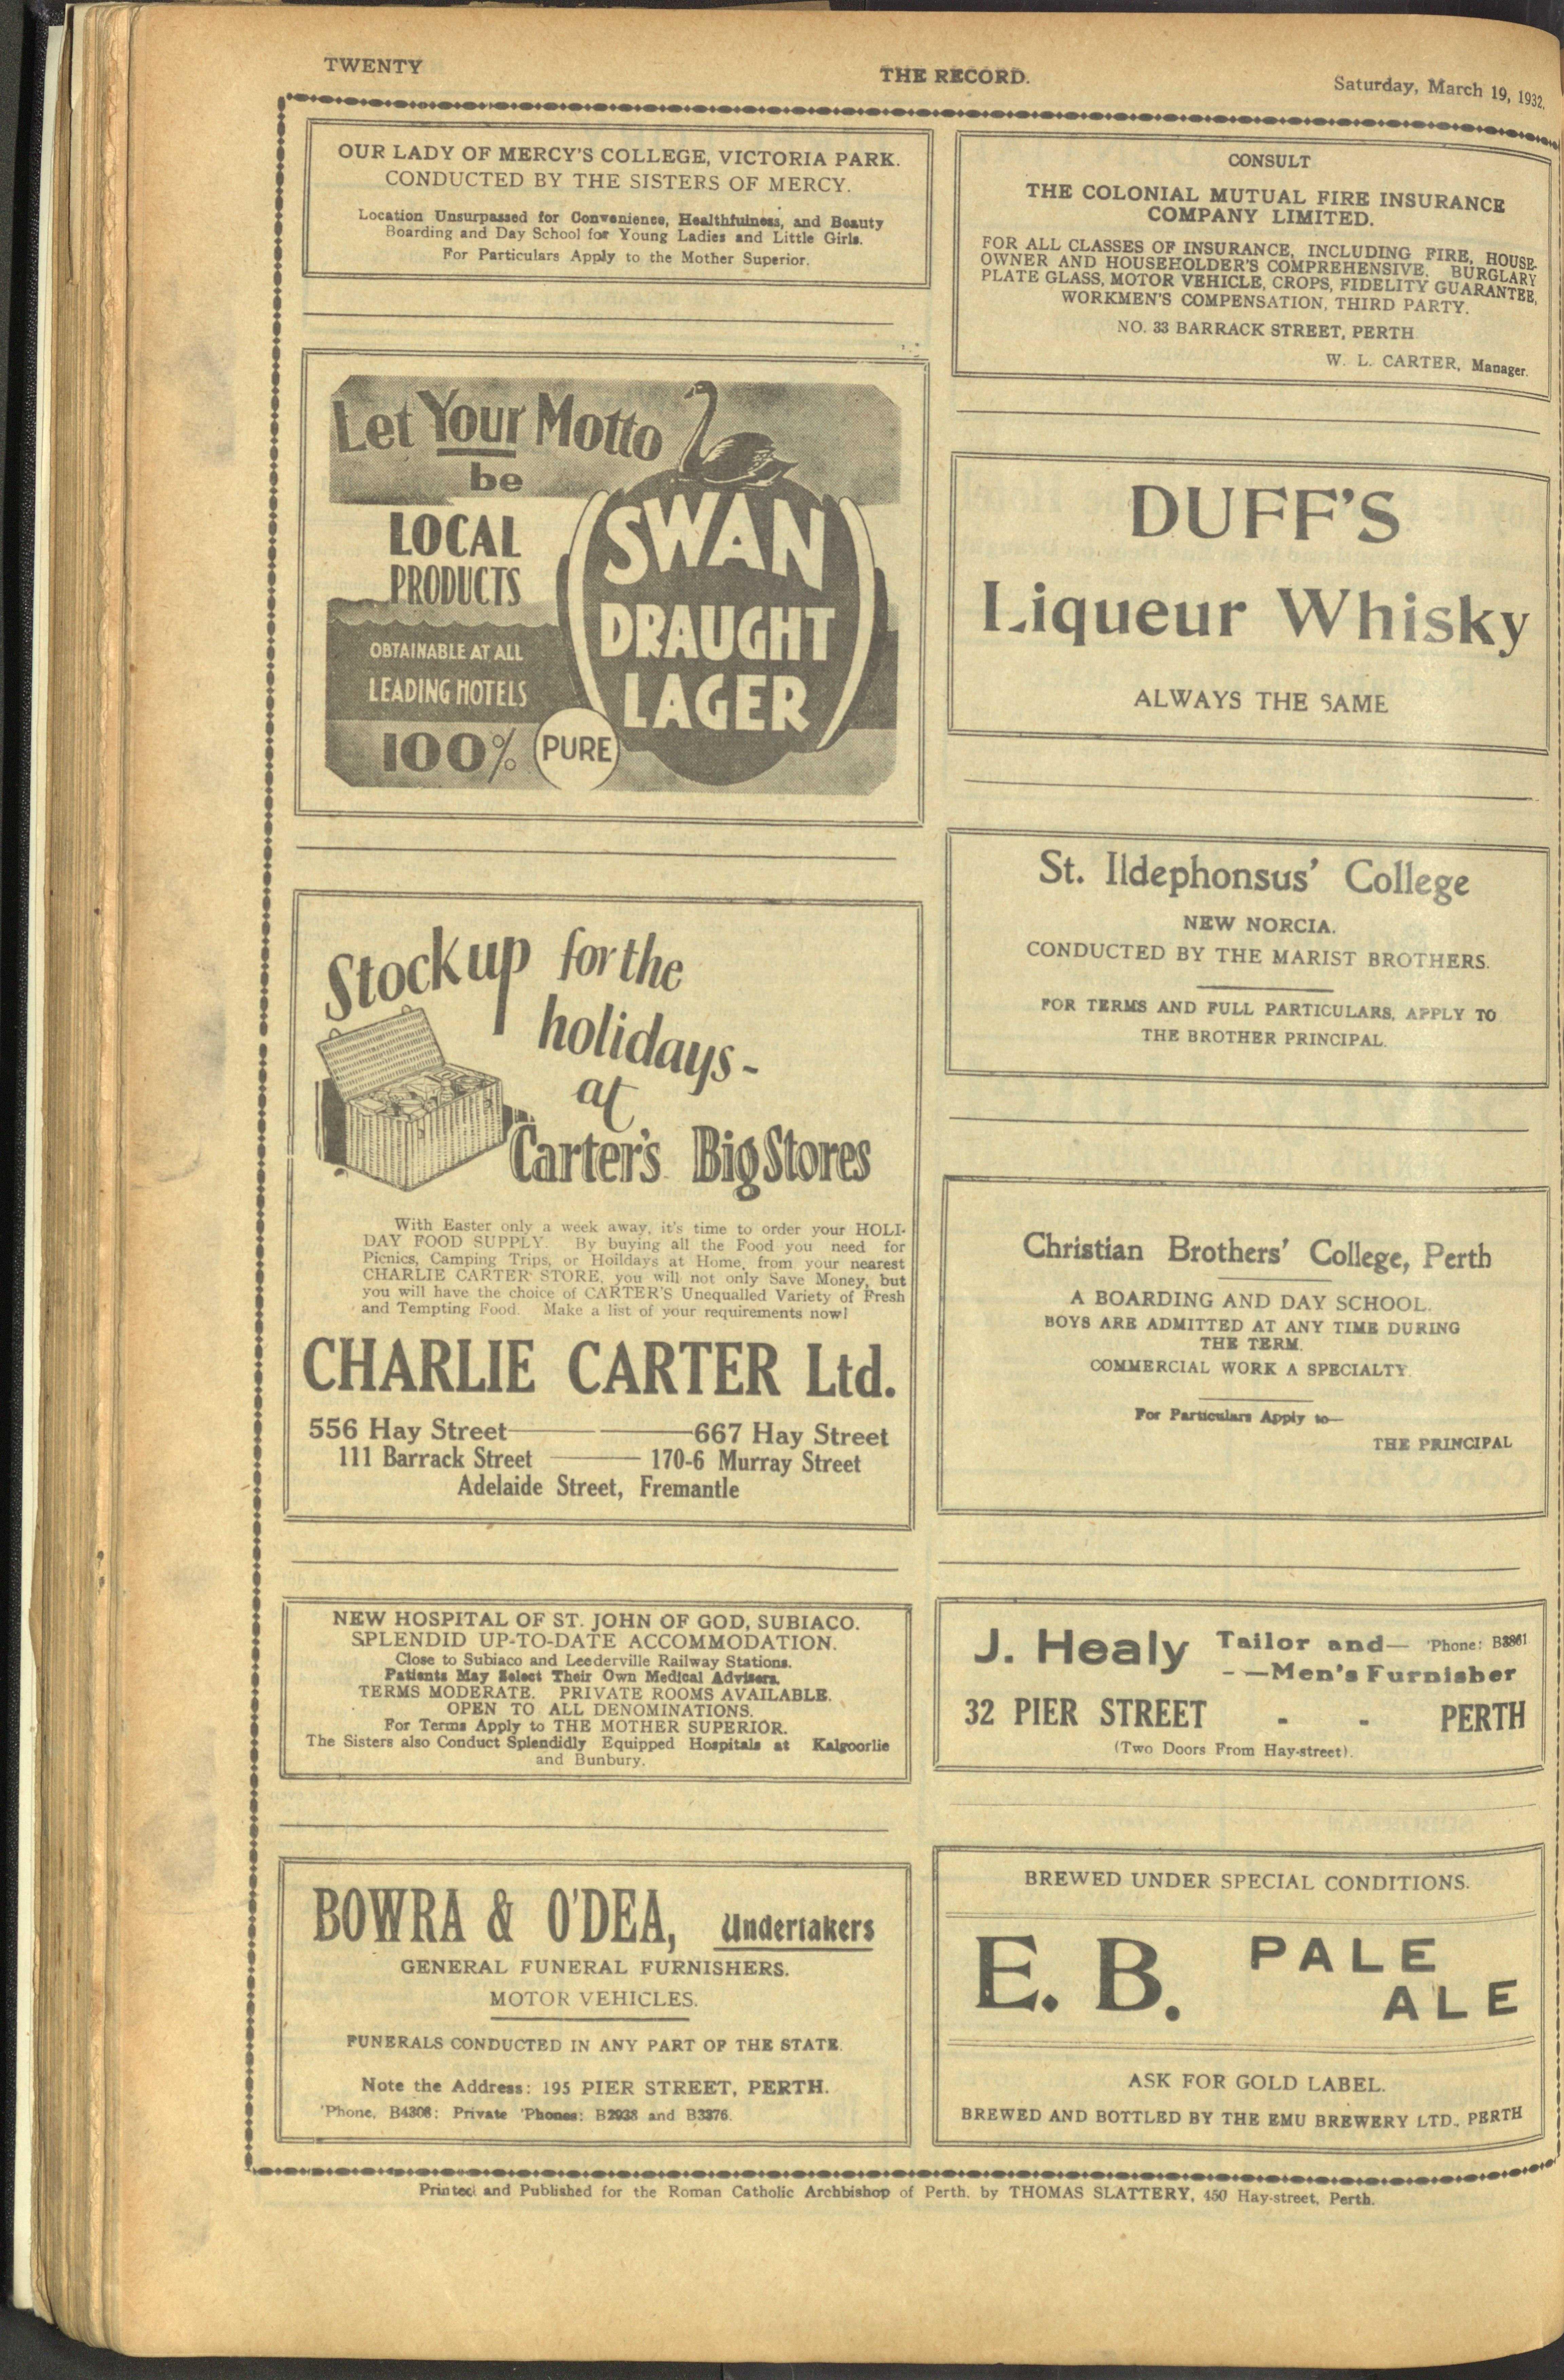 TWENTY
THE RECORD.
Saturday, March 19, 1932.
OUR LADY OF MERCY'S COLLEGE, VICTORIA PARK.
CONDUCTED BY THE SISTERS OF MERCY.
Location Unsurpassed for Convenience, Healthfulness, and Beauty
Boarding and Day School for Young Ladies and Little Girls.
For Particulars Apply to the Mother Superior.
Let Your Motto
be
LOCAL
PRODUCTS
OBTAINABLE AT ALL
LEADING HOTELS
100% PURE
SWAN
DRAUGHT
LAGER
Stock up for the
holidays -
at
Carter's Big Stores
With Easter only a week away, it's time to order your HOLI-
DAY FOOD SUPPLY. By buying all the Food you need for
Picnics, Camping Trips, or Hoildays at Home, from your nearest
CHARLIE CARTER STORE, you will not only Save Money, but
you will have the choice of CARTER'S Unequalled Variety of Fresh
and Tempting Food. Make a list of your requirements now!
CHARLIE CARTER Ltd.
556 Hay Street — — 667 Hay Street
111 Barrack Street — 170-6 Murray Street
Adelaide Street, Fremantle
NEW HOSPITAL OF ST. JOHN OF GOD, SUBIACO.
SPLENDID UP-TO-DATE ACCOMMODATION.
Close to Subiaco and Leederville Railway Stations.
Patients May Select Their Own Medical Advisers.
TERMS MODERATE. PRIVATE ROOMS AVAILABLE.
OPEN TO ALL DENOMINATIONS.
For Terms Apply to THE MOTHER SUPERIOR.
The Sisters also Conduct Splendidly Equipped Hospitals at Kalgoorlie
and Bunbury.
BOWRA & O'DEA, Undertakers
GENERAL FUNERAL FURNISHERS.
MOTOR VEHICLES.
FUNERALS CONDUCTED IN ANY PART OF THE STATE.
Note the Address: 195 PIER STREET, PERTH.
'Phone, B4308; Private 'Phones: B2938 and B3376.
CONSULT
THE COLONIAL MUTUAL FIRE INSURANCE
COMPANY LIMITED.
FOR ALL CLASSES OF INSURANCE, INCLUDING FIRE, HOUSE-
OWNER AND HOUSEHOLDER'S COMPREHENSIVE, BURGLARY
PLATE GLASS, MOTOR VEHICLE, CROPS, FIDELITY GUARANTEE,
WORKMEN'S COMPENSATION, THIRD PARTY.
NO. 33 BARRACK STREET, PERTH
W. L. CARTER, Manager.
DUFF'S
Liqueur Whisky
ALWAYS THE SAME
St. Ildephonsus' College
NEW NORCIA.
CONDUCTED BY THE MARIST BROTHERS.
FOR TERMS AND FULL PARTICULARS, APPLY TO
THE BROTHER PRINCIPAL.
Christian Brothers' College, Perth
A BOARDING AND DAY SCHOOL.
BOYS ARE ADMITTED AT ANY TIME DURING
THE TERM.
COMMERCIAL WORK A SPECIALTY.
For Particulars Apply to—
THE PRINCIPAL
J. Healy Tailor and— 'Phone:
- —Men's Furnisher
32 PIER STREET - - PERTH
(Two Doors From Hay-street).
BREWED UNDER SPECIAL CONDITIONS.
E. B. PALE
ALE
ASK FOR GOLD LABEL.
BREWED AND BOTTLED BY THE EMU BREWERY LTD., PERTH
Printed and Published for the Roman Catholic Archbishop of Perth, by THOMAS SLATTERY, 450 Hay-street, Perth.